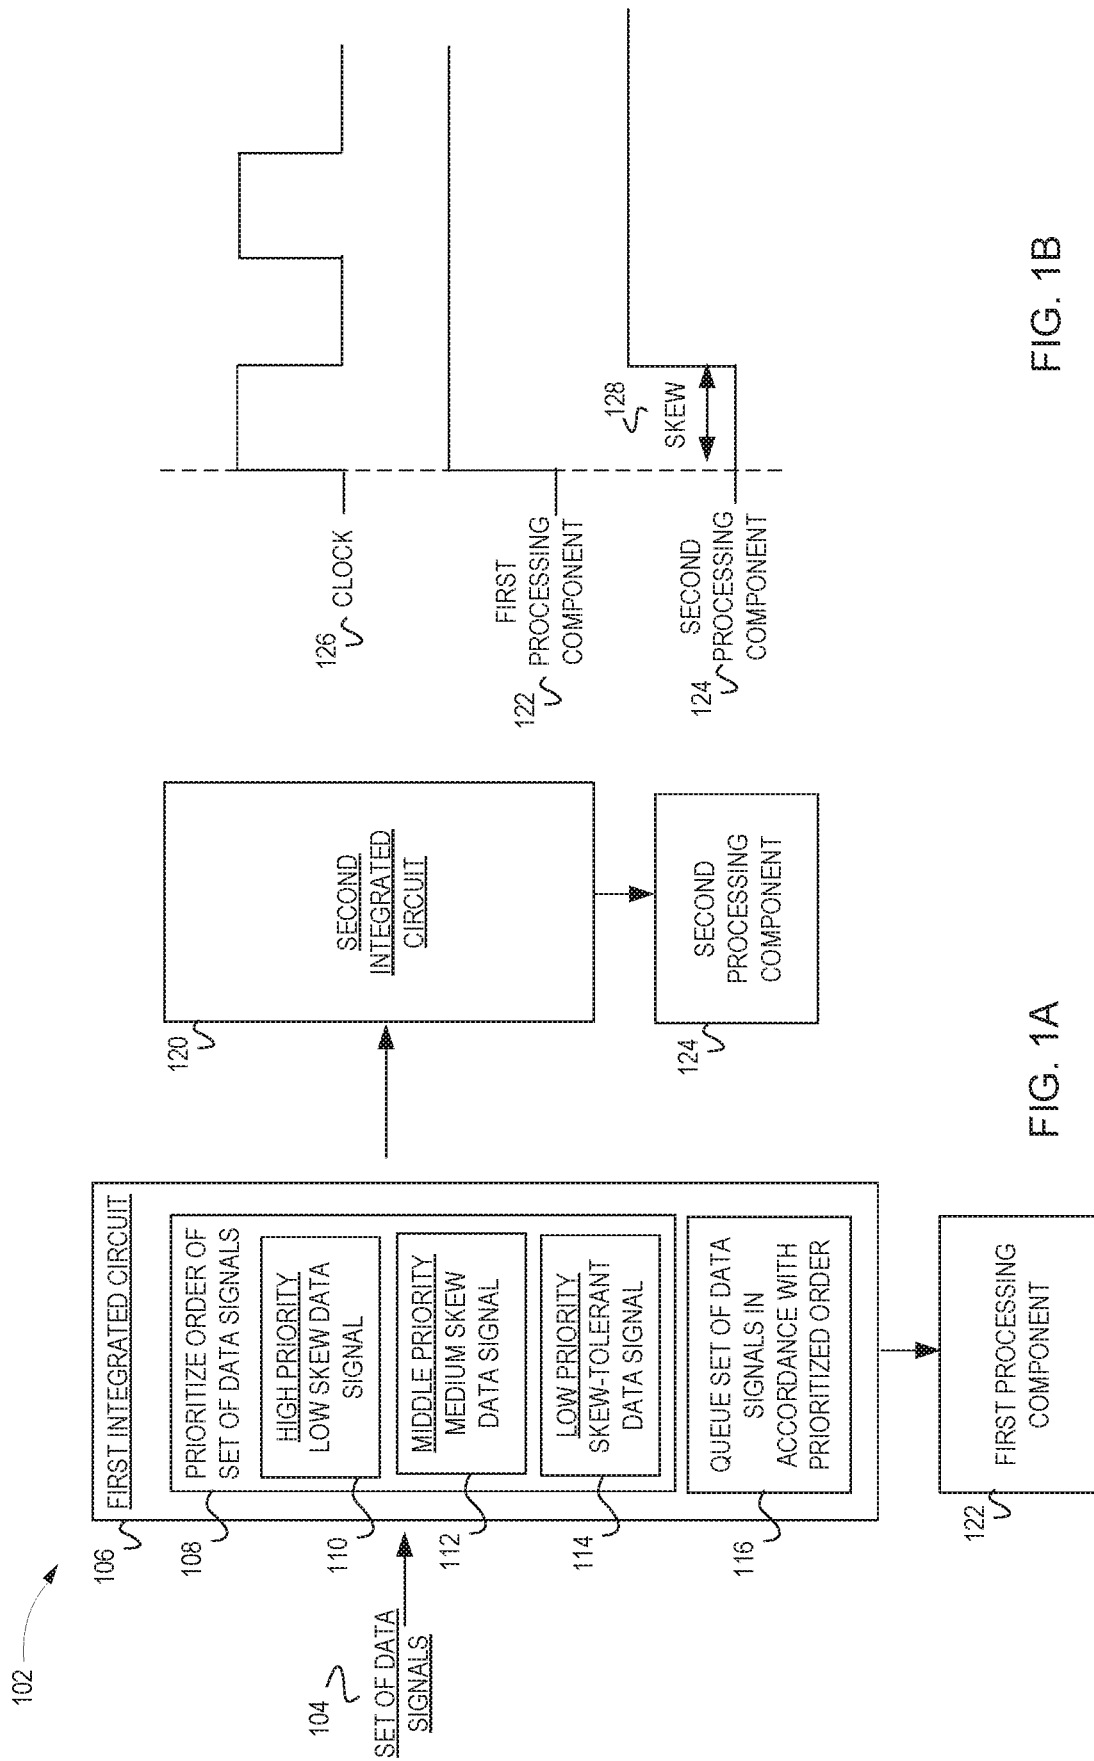 102
104
SET OF DATA
SIGNALS
106
FIRST INTEGRATED CIRCUIT
108
PRIORITIZE ORDER OF
SET OF DATA SIGNALS
110
HIGH PRIORITY
LOW SKEW DATA
SIGNAL
112
MIDDLE PRIORITY
MEDIUM SKEW
DATA SIGNAL
114
LOW PRIORITY
SKEW-TOLERANT
DATA SIGNAL
116
QUEUE SET OF DATA
SIGNALS IN
ACCORDANCE WITH
PRIORITIZED ORDER
122
FIRST PROCESSING
COMPONENT
120
SECOND
INTEGRATED
CIRCUIT
124
SECOND
PROCESSING
COMPONENT
FIG. 1A
126
CLOCK
122
FIRST
PROCESSING
COMPONENT
124
SECOND
PROCESSING
COMPONENT
128
SKEW
FIG. 1B